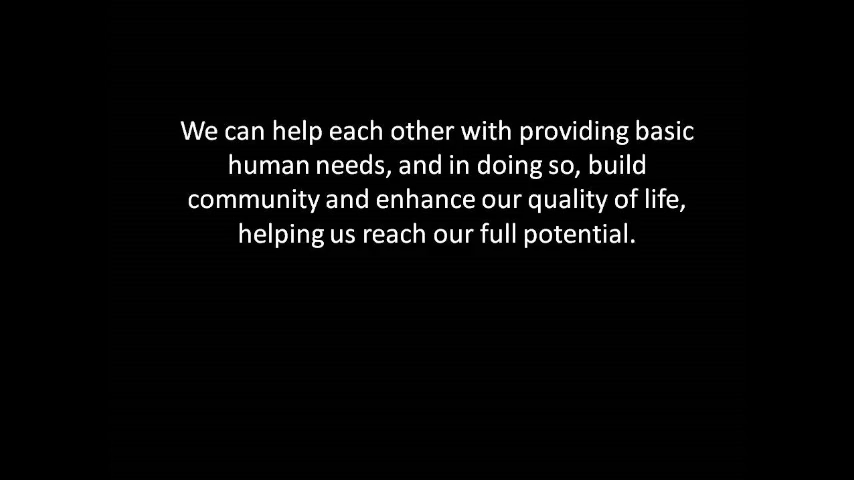 We can help each other with providing basic
human needs, and in doing so, build
community and enhance our quality of life,
helping us reach our full potential.